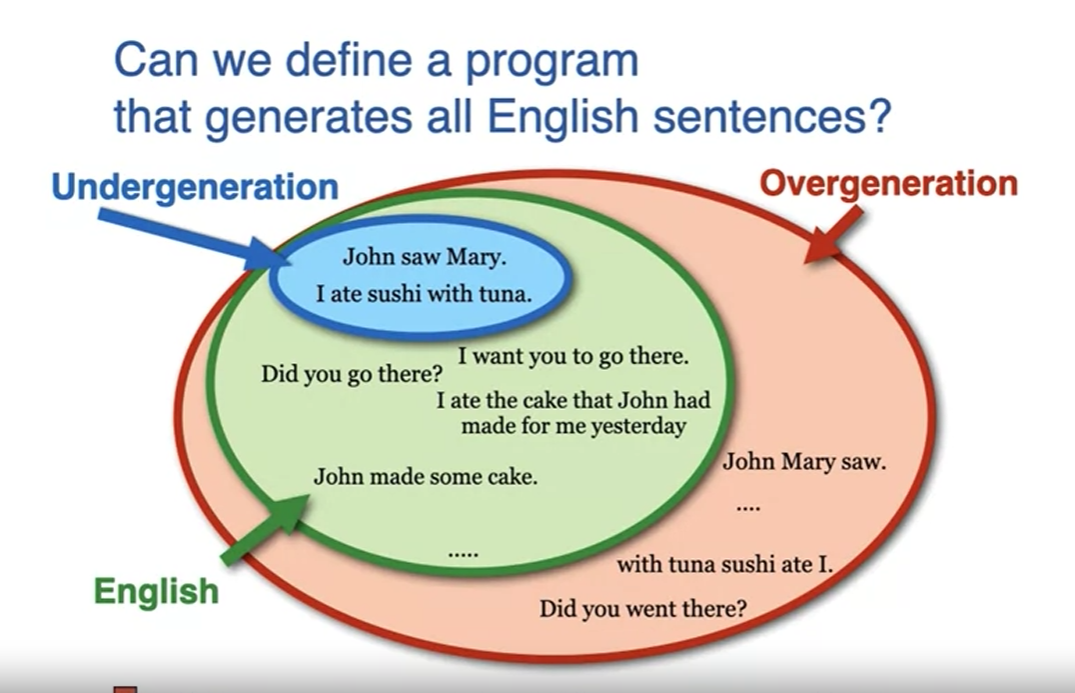 Can we define a program
that generates all English sentences?
Undergeneration
Overgeneration
John saw Mary.
I ate sushi with tuna.
I want you to go there.
Did you go there?
I ate the cake that John had
made for me yesterday
John Mary saw.
John made some cake.
....
.....
with tuna sushi ate I.
English
Did you went there?